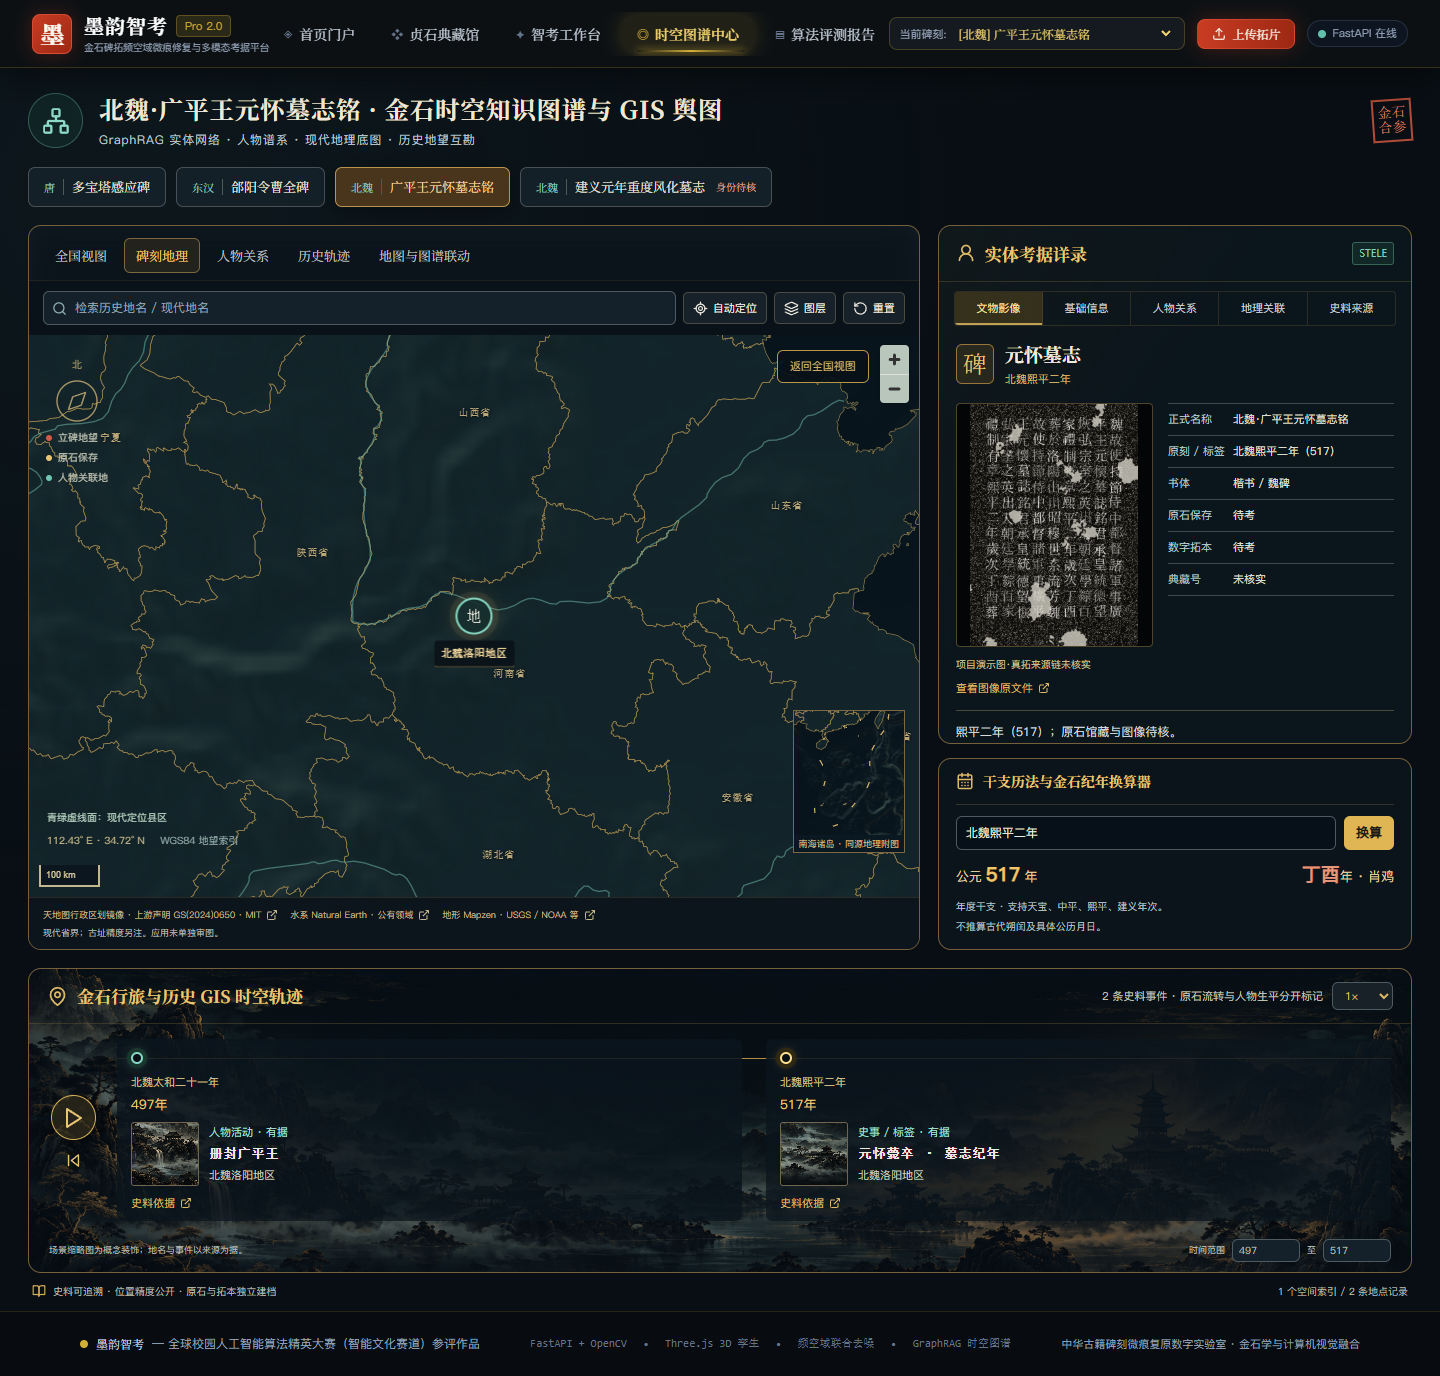 墨
墨韵智考 Pro 2.0
金石碑拓频空域微痕修复与多模态考据平台
首页门户
贞石典藏馆
智考工作台
时空图谱中心
算法评测报告
当前碑刻: [北魏] 广平王元怀墓志铭
上传拓片
FastAPI 在线
北魏·广平王元怀墓志铭 · 金石时空知识图谱与 GIS 舆图
GraphRAG 实体网络 · 人物谱系 · 现代地理底图 · 历史地望互勘
金石
合参
唐 多宝塔感应碑
东汉 郃阳令曹全碑
北魏 广平王元怀墓志铭
北魏 建义元年重度风化墓志 身份待核
全国视图
碑刻地理
人物关系
历史轨迹
地图与图谱联动
检索历史地名 / 现代地名
自动定位
图层
重置
返回全国视图
+
−
北
立碑地望
宁夏
原石保存
人物关联地
山西省
山东省
陕西省
地
北魏洛阳地区
河南省
安徽省
湖北省
省
南海诸岛 · 同源地理附图
青绿虚线面：现代定位县区
112.43° E · 34.72° N WGS84 地望索引
100 km
天地图行政区划镜像 · 上游声明 GS(2024)0650 · MIT
水系 Natural Earth · 公有领域
地形 Mapzen · USGS / NOAA 等
现代省界；古址精度另注。应用未单独审图。
实体考据详录
STELE
文物影像
基础信息
人物关系
地理关联
史料来源
碑
元怀墓志
北魏熙平二年
正式名称 北魏·广平王元怀墓志铭
原刻 / 标签 北魏熙平二年（517）
书体 楷书 / 魏碑
原石保存 待考
数字拓本 待考
典藏号 未核实
项目演示图·真拓来源链未核实
查看图像原文件
熙平二年（517）；原石馆藏与图像待核。
干支历法与金石纪年换算器
北魏熙平二年
换算
公元 517 年
丁酉年 · 肖鸡
年度干支 · 支持天宝、中平、熙平、建义年次。
不推算古代朔闰及具体公历月日。
金石行旅与历史 GIS 时空轨迹
2 条史料事件 · 原石流转与人物生平分开标记
1×
北魏太和二十一年
497年
人物活动 · 有据
册封广平王
北魏洛阳地区
史料依据
北魏熙平二年
517年
史事 / 标签 · 有据
元怀薨卒 · 墓志纪年
北魏洛阳地区
史料依据
场景缩略图为概念装饰；地名与事件以来源为据。
时间范围 497 至 517
史料可追溯 · 位置精度公开 · 原石与拓本独立建档
1 个空间索引 / 2 条地点记录
墨韵智考 — 全球校园人工智能算法精英大赛（智能文化赛道）参评作品
FastAPI + OpenCV • Three.js 3D 孪生 • 频空域联合去噪 • GraphRAG 时空图谱
中华古籍碑刻微痕复原数字实验室 · 金石学与计算机视觉融合